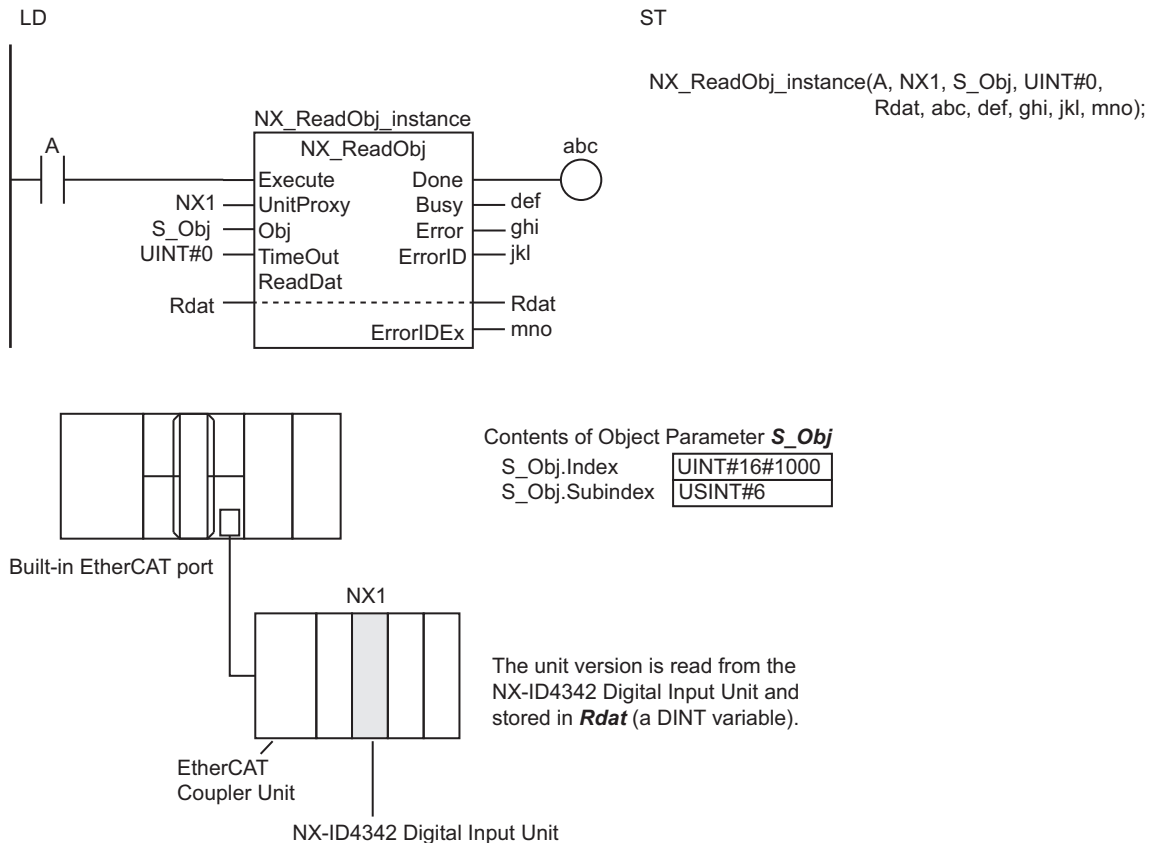 LD
ST
NX_ReadObj_instance(A, NX1, S_Obj, UINT#0,
Rdat, abc, def, ghi, jkl, mno);
NX_ReadObj_instance
NX_ReadObj
A
abc
Execute
Done
NX1
UnitProxy
Busy
def
S_Obj
Obj
Error
ghi
UINT#0
TimeOut
ErrorID
jkl
ReadDat
Rdat
Rdat
ErrorIDEx
mno
Contents of Object Parameter S_Obj
S_Obj.Index UINT#16#1000
S_Obj.Subindex USINT#6
Built-in EtherCAT port
NX1
The unit version is read from the
NX-ID4342 Digital Input Unit and
stored in Rdat (a DINT variable).
EtherCAT
Coupler Unit
NX-ID4342 Digital Input Unit